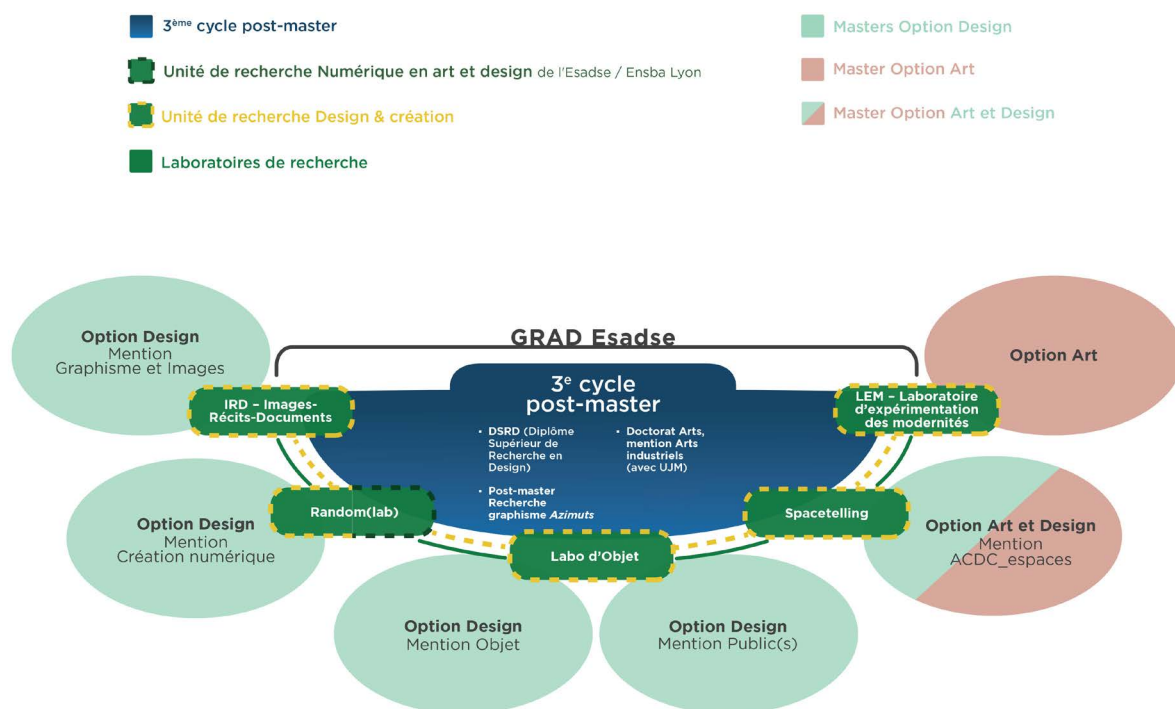 3ème cycle post-master
Unité de recherche Numérique en art et design de l'Esadse / Ensba Lyon
Unité de recherche Design & création
Laboratoires de recherche
Masters Option Design
Master Option Art
Master Option Art et Design
GRAD Esadse
Option Design
Mention
Graphisme et Images
Option Art
3e cycle
post-master
• DSRD (Diplôme
Supérieur de
Recherche en
Design)
• Post-master
Recherche
graphisme Azimuts
• Doctorat Arts,
mention Arts
industriels
(avec UJM)
IRD – Images-
Récits-Documents
LEM – Laboratoire
d'expérimentation
des modernités
Random(lab)
Spacetelling
Labo d'Objet
Option Design
Mention
Création numérique
Option Art et Design
Mention
ACDC_espaces
Option Design
Mention Objet
Option Design
Mention Public(s)